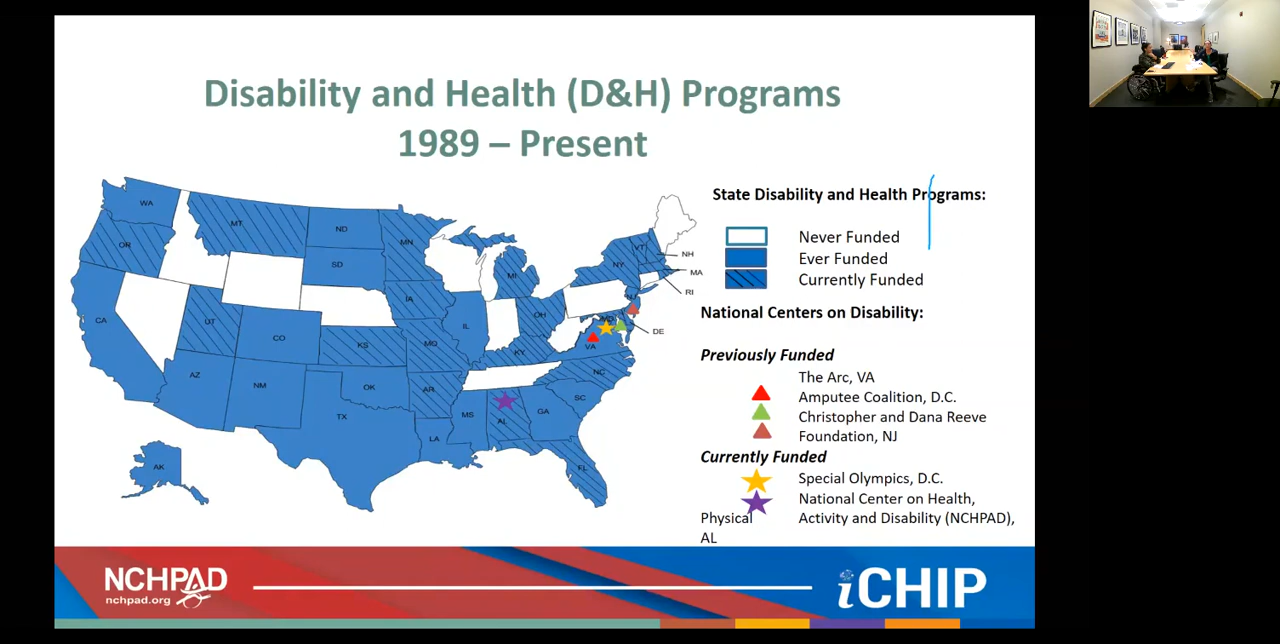 Disability and Health (D&H) Programs
1989 – Present
WA
OR
MT
ND
SD
MN
CA
UT
CO
AZ
NM
KS
OK
TX
IA
MO
AR
LA
IL
MI
OH
KY
MS
AL
GA
FL
SC
NC
VA
MD
NJ
NY
VT
NH
MA
RI
DE
AK
State Disability and Health Programs:
Never Funded
Ever Funded
Currently Funded
National Centers on Disability:
Previously Funded
The Arc, VA
Amputee Coalition, D.C.
Christopher and Dana Reeve
Foundation, NJ
Currently Funded
Special Olympics, D.C.
National Center on Health,
Physical Activity and Disability (NCHPAD),
AL
NCHPAD
nchpad.org
iCHIP